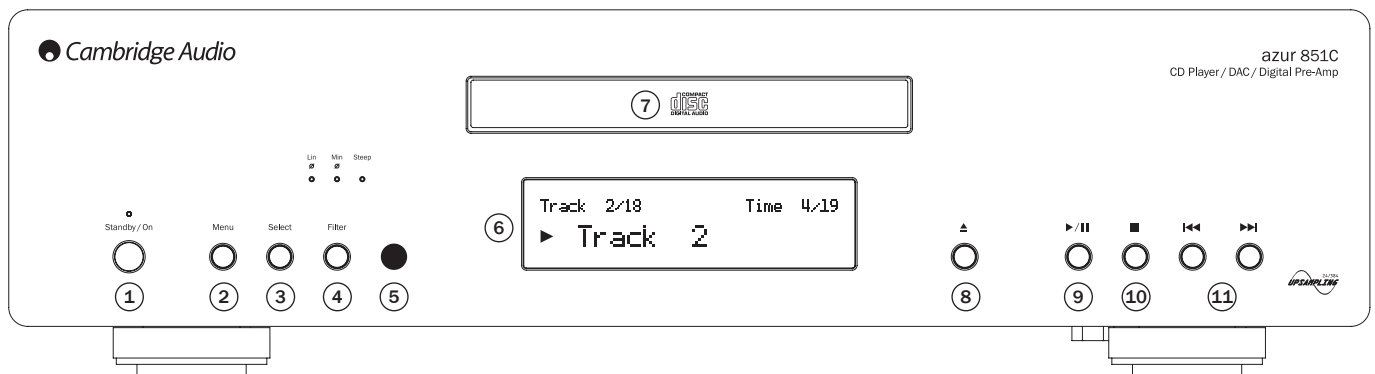 Cambridge Audio
azur 851C
CD Player / DAC / Digital Pre-Amp
7
COMPACT
disc
DIGITAL AUDIO
Lin Min Steep
ø ø
Track 2/18 Time 4/19
Track 2
6
Standby / On Menu Select Filter
24/384
UPSAMPLING
1 2 3 4 5 8 9 10 11